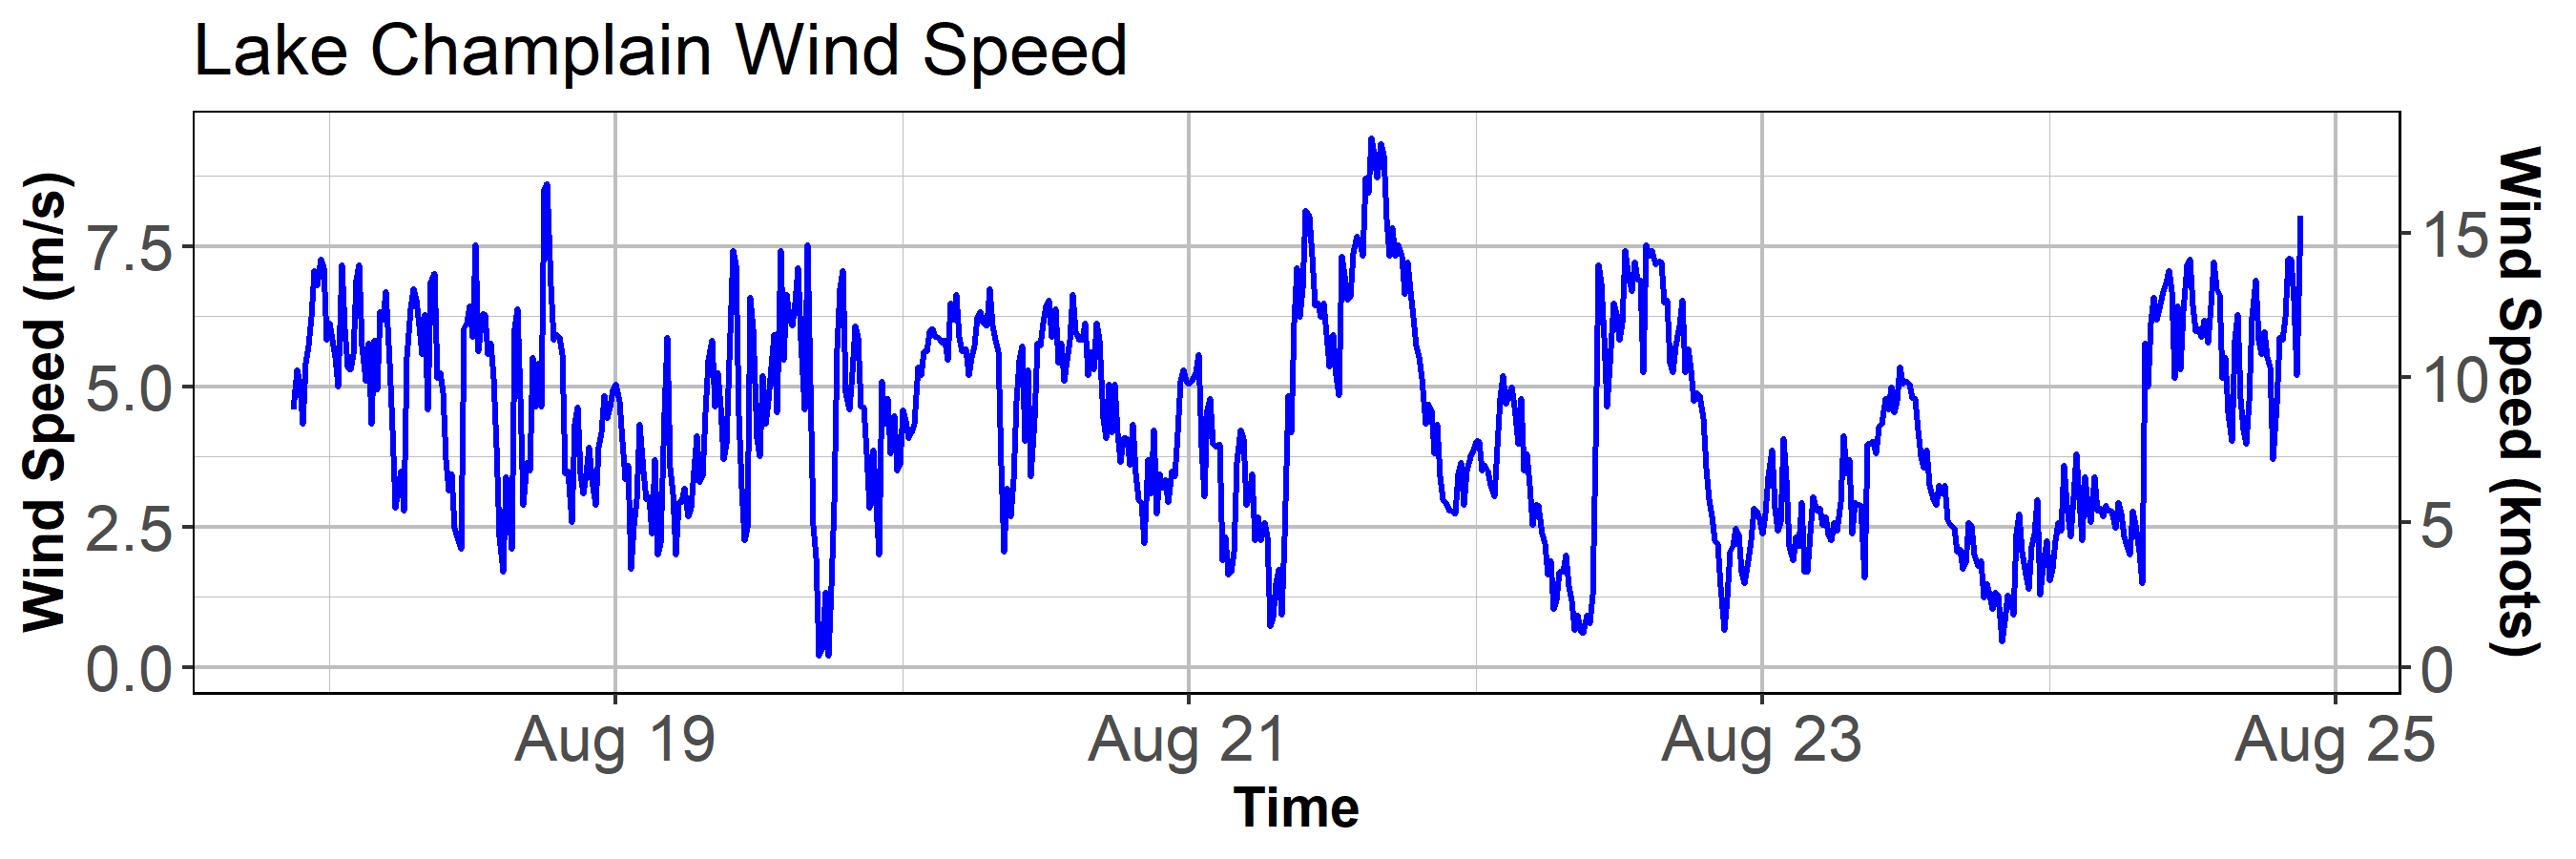 Lake Champlain Wind Speed
Wind Speed (m/s)
7.5
5.0
2.5
0.0
15
10
5
0
Wind Speed (knots)
Aug 19 Aug 21 Aug 23 Aug 25
Time